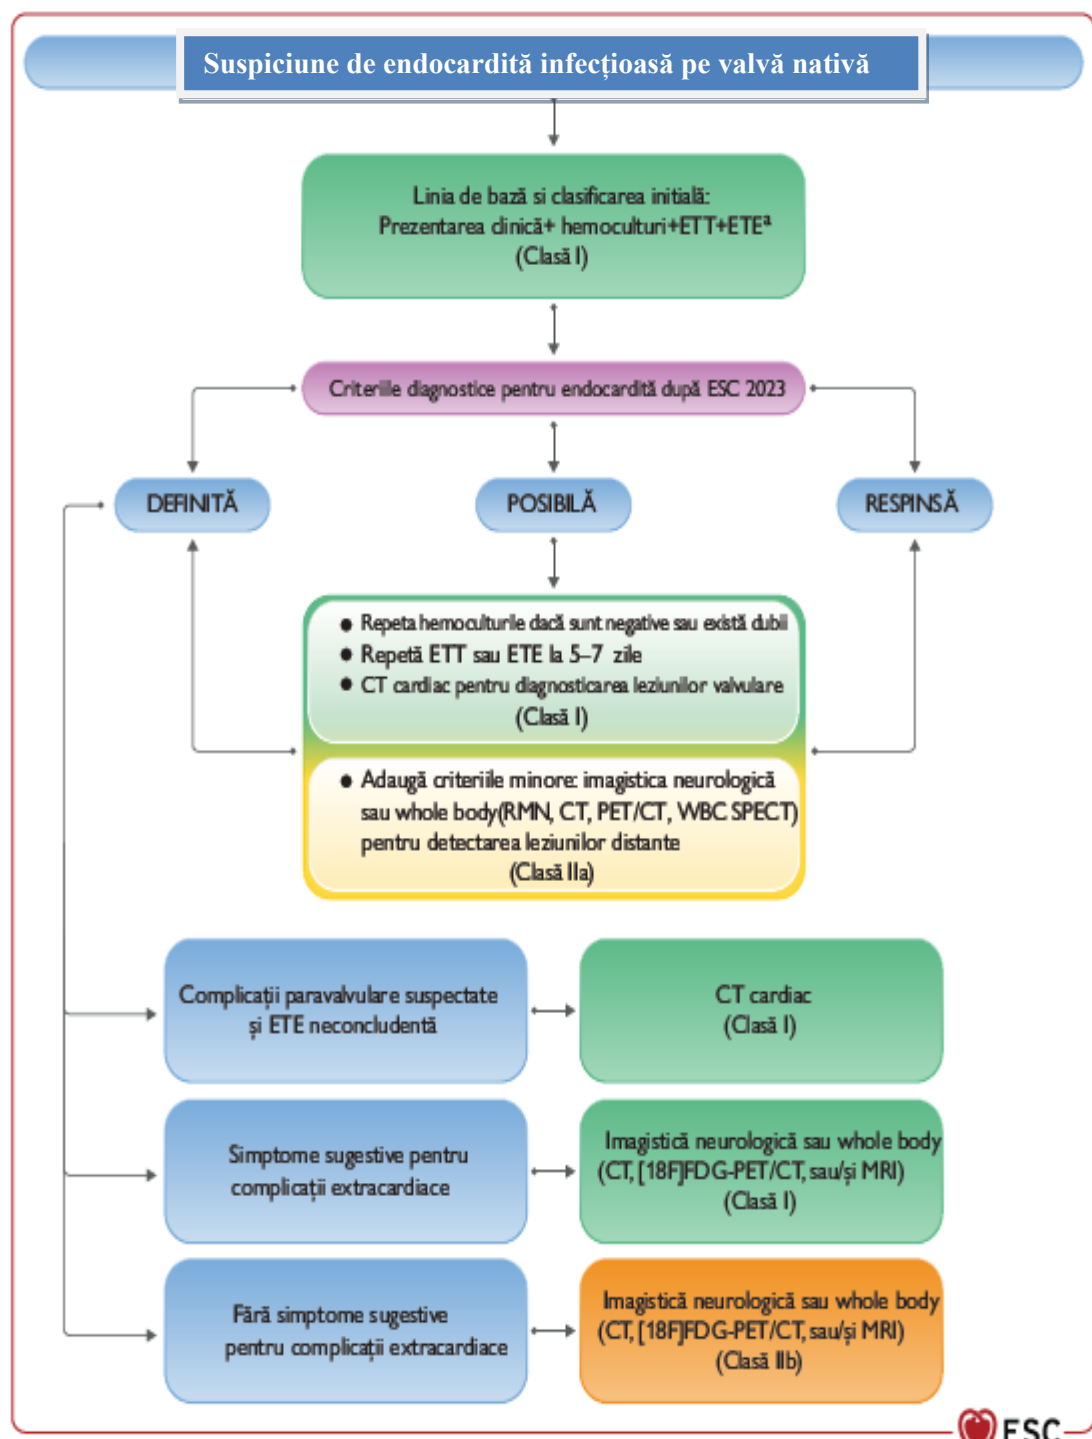 Suspiciune de endocardită infecțioasă pe valvă nativă
Linia de bază si clasificarea initială:
Prezentarea clinică+ hemoculturi+ETT+ETEª
(Clasă I)
Criteriile diagnostice pentru endocardită după ESC 2023
DEFINITĂ
POSIBILĂ
RESPINSĂ
● Repeta hemoculturile dacă sunt negative sau există dubii
● Repetă ETT sau ETE la 5–7 zile
● CT cardiac pentru diagnosticarea leziunilor valvulare
(Clasă I)
● Adaugă criteriile minore: imagistica neurologică
sau whole body(RMN, CT, PET/CT, WBC SPECT)
pentru detectarea leziunilor distante
(Clasă IIa)
Complicații paravalvulare suspectate
și ETE neconcludentă
CT cardiac
(Clasă I)
Simptome sugestive pentru
complicații extracardiace
Imagistică neurologică sau whole body
(CT, [18F]FDG-PET/CT, sau/și MRI)
(Clasă I)
Fără simptome sugestive
pentru complicații extracardiace
Imagistică neurologică sau whole body
(CT, [18F]FDG-PET/CT, sau/și MRI)
(Clasă IIb)
ESC